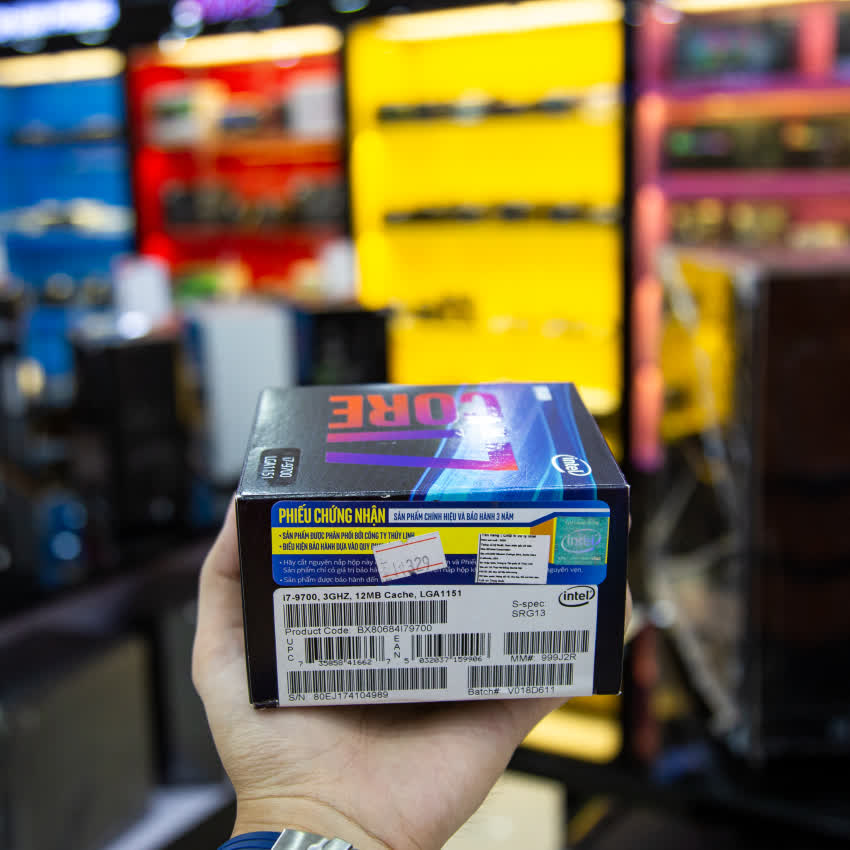 CORE
i7
i7-9700
LGA1151
intel
PHIẾU CHỨNG NHẬN
SẢN PHẨM CHÍNH HIỆU VÀ BẢO HÀNH 3 NĂM
• SẢN PHẨM ĐƯỢC PHÂN PHỐI BỞI CÔNG TY THỦY LINH
• ĐIỀU KIỆN BẢO HÀNH DỰA VÀO QUY
• Hãy cắt nguyên nắp hộp này
Sản phẩm chỉ có giá trị bảo nguyên vẹn.
• Sản phẩm được bảo hành đến
329
intel
i7-9700, 3GHZ, 12MB Cache, LGA1151
intel
S-spec:
SRG13
Product Code: BX80684I79700
UPC
7 35858 41662 7
EAN
5 032037 159906
MM# 999J2R
S/N 80EJ174104989
Batch# V018D611